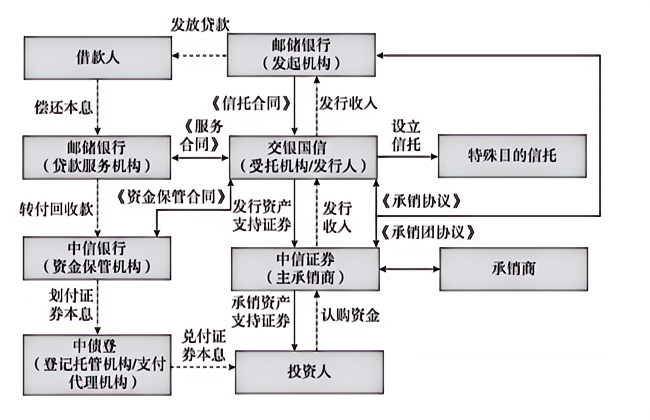 发放贷款
借款人
邮储银行
（发起机构）
偿还本息
《信托合同》
发行收入
《服务
合同》
设立
信托
邮储银行
（贷款服务机构）
交银国信
（受托机构/发行人）
特殊目的信托
转付回收款
《资金保管合同》
发行资产
支持证券
发行
收入
《承销协议》
《承销团协议》
中信银行
（资金保管机构）
中信证券
（主承销商）
承销商
划付证
券本息
承销资产
支持证券
认购资金
中债登
（登记托管机构/支付
代理机构）
兑付证
券本息
投资人